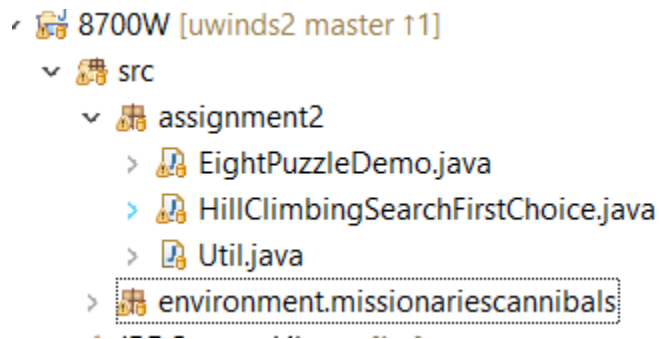 8700W [uwinds2 master ↑1]
src
assignment2
EightPuzzleDemo.java
HillClimbingSearchFirstChoice.java
Util.java
environment.missionariescannibals